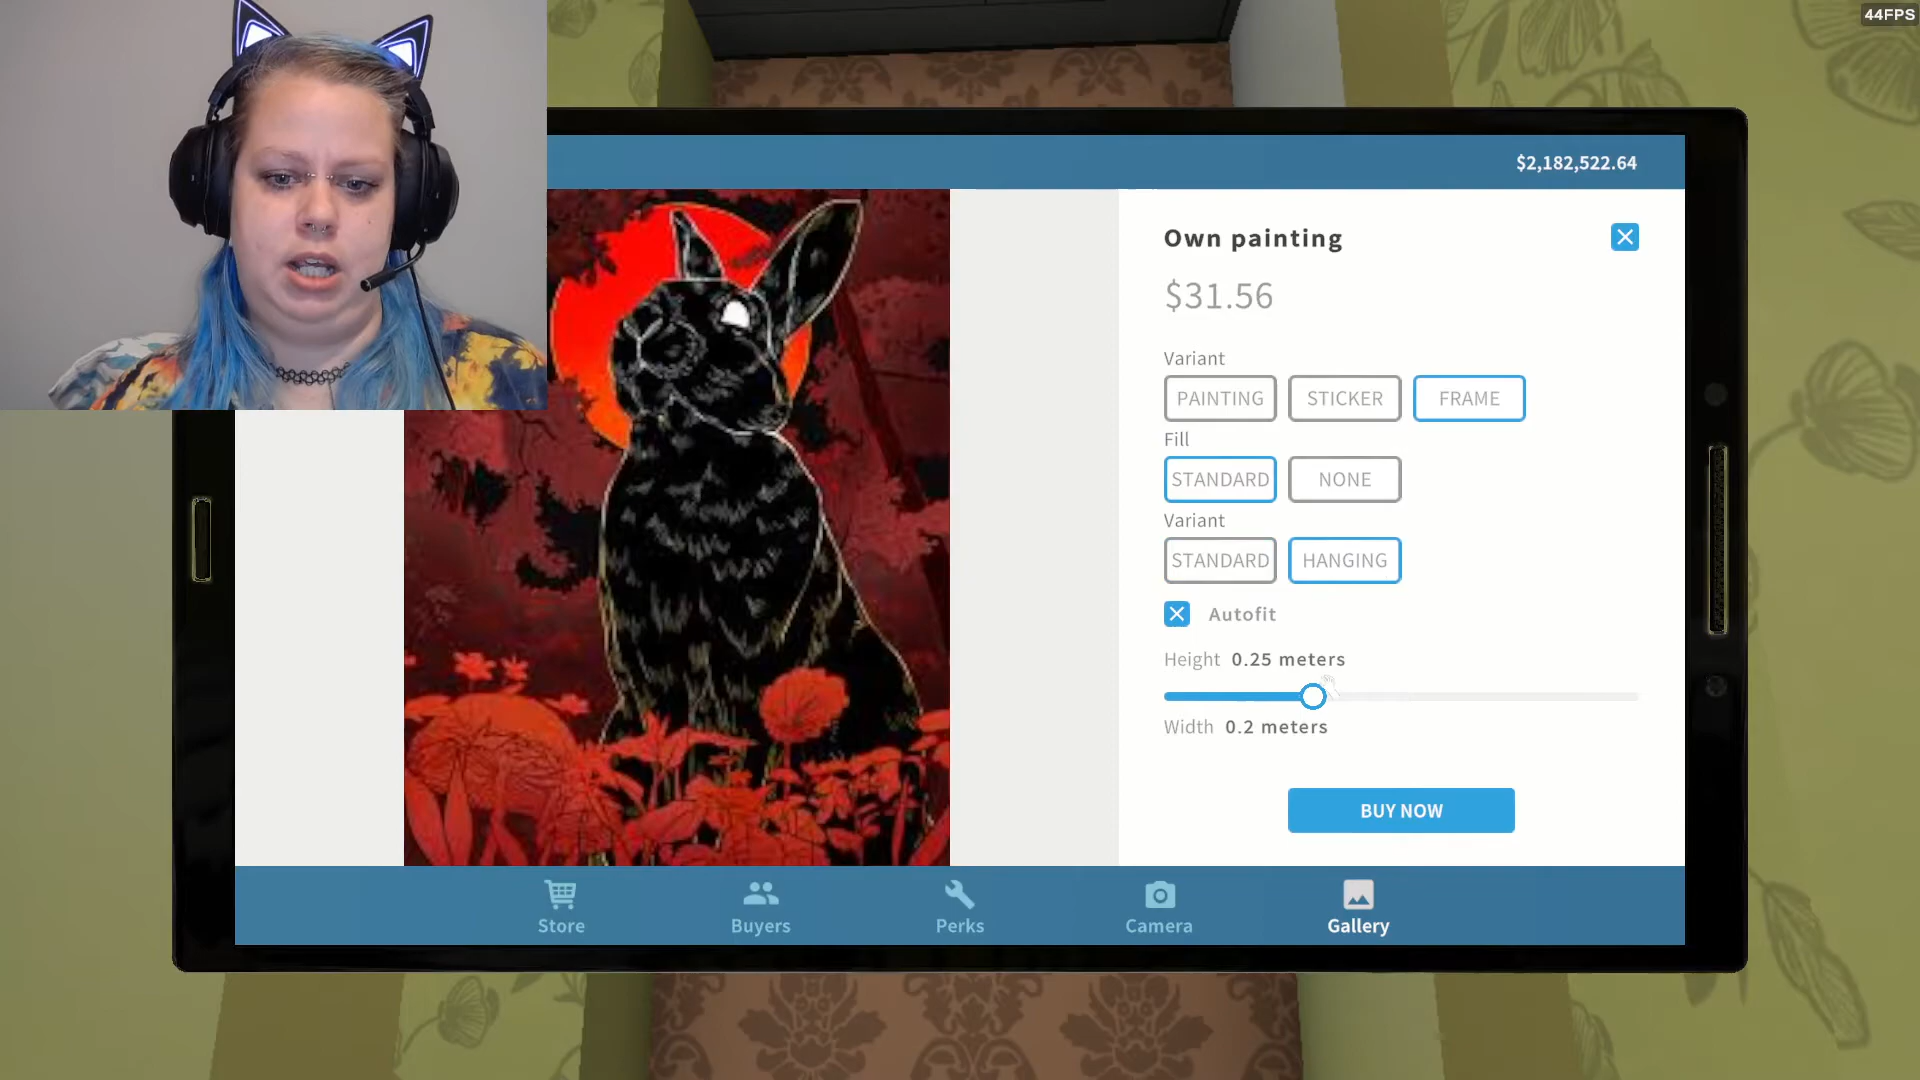 44FPS
$2,182,522.64
Own painting
$31.56
Variant
PAINTING STICKER FRAME
Fill
STANDARD NONE
Variant
STANDARD HANGING
Autofit
Height 0.25 meters
Width 0.2 meters
BUY NOW
Store Buyers Perks Camera Gallery